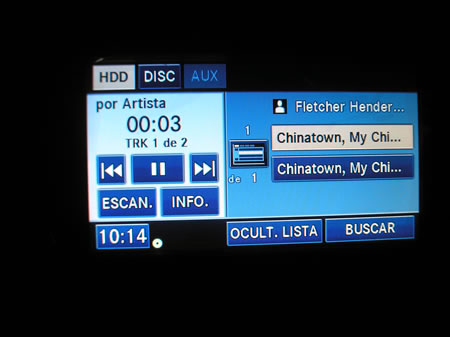 HDD DISC AUX
por Artista
00:03
TRK 1 de 2
ESCAN. INFO.
Fletcher Hender...
1
Chinatown, My Chi...
de 1
Chinatown, My Chi...
10:14 OCULT. LISTA BUSCAR